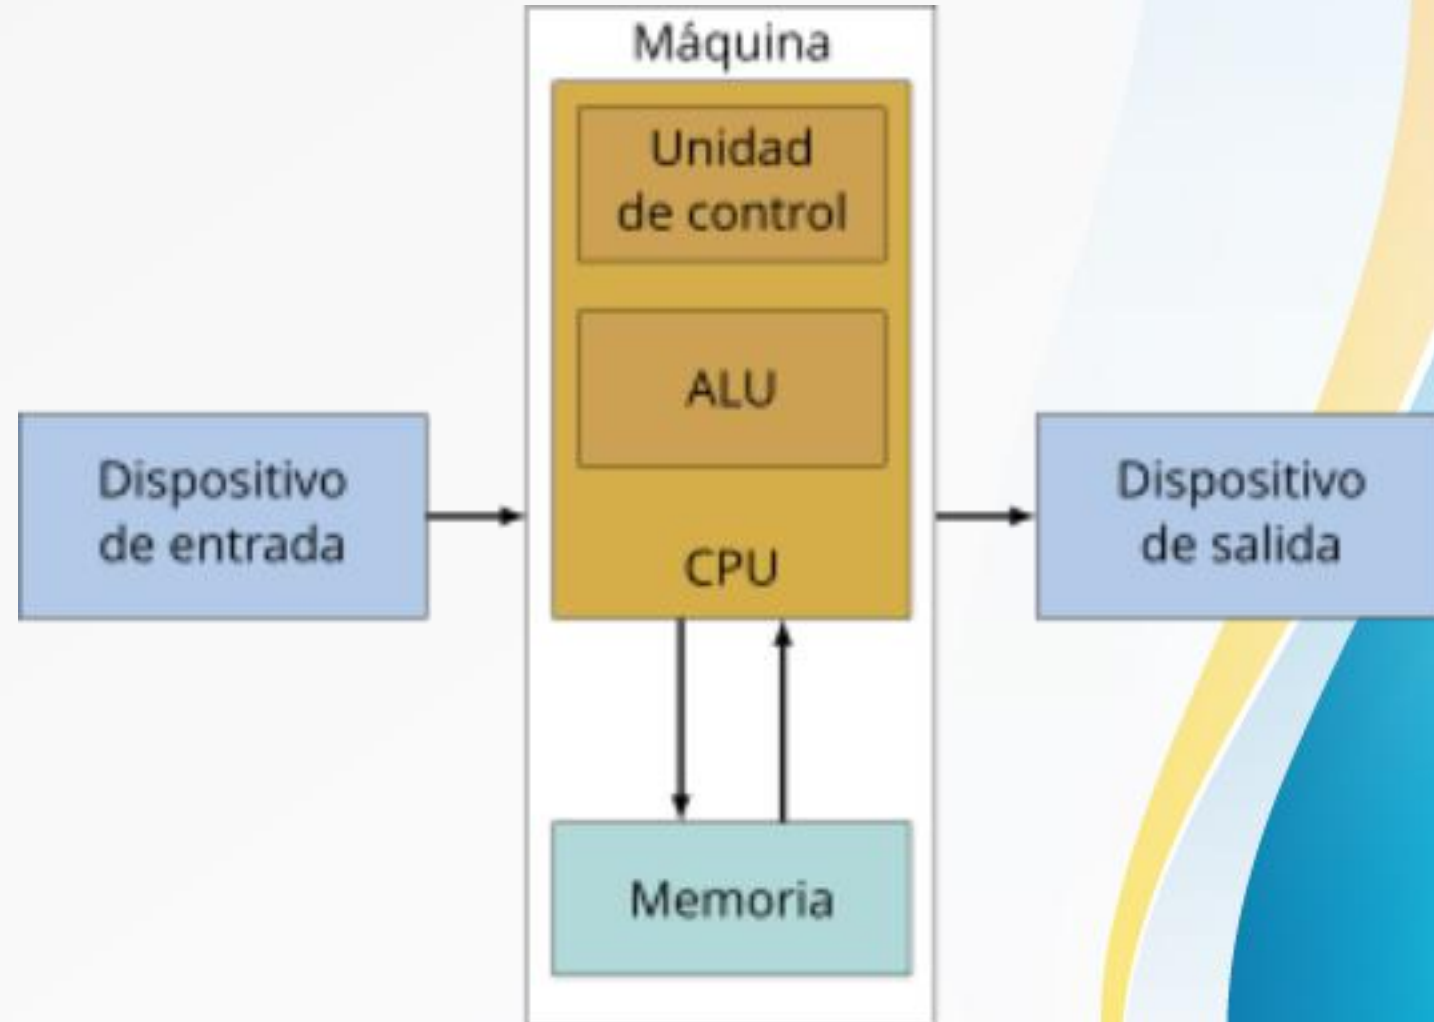 Máquina
Unidad
de control
ALU
Dispositivo
de entrada
Dispositivo
de salida
CPU
Memoria